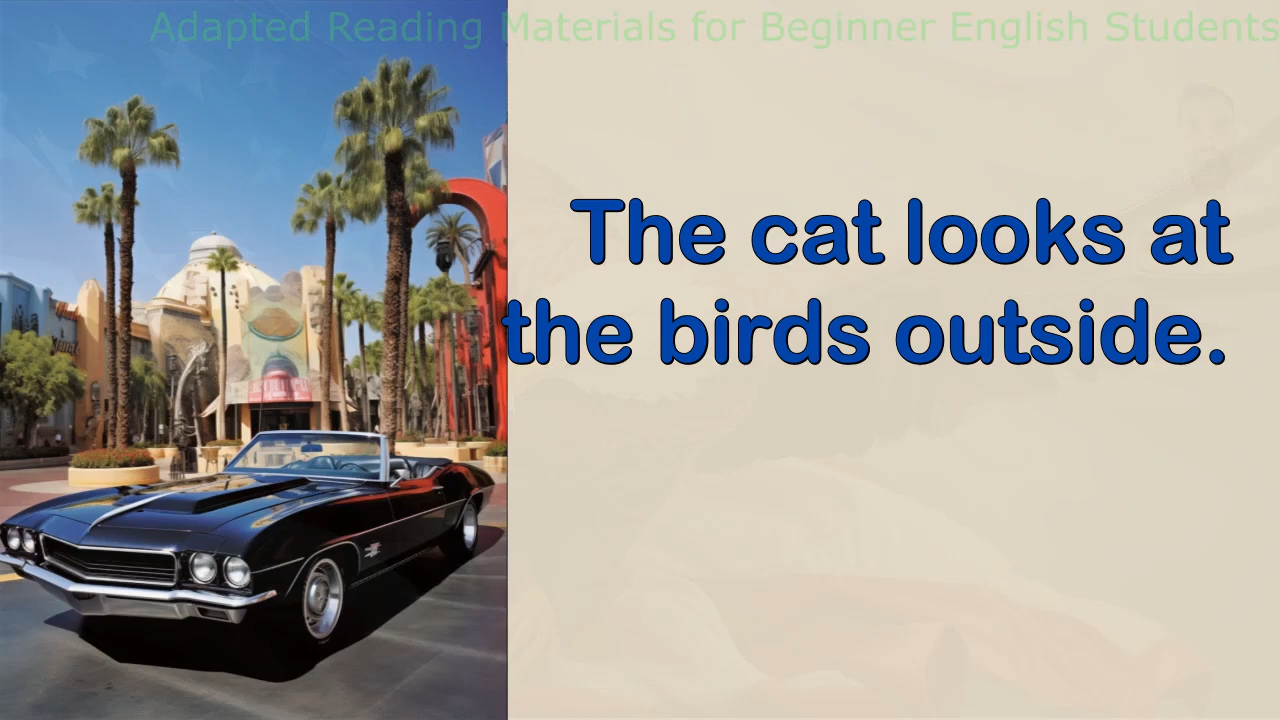 Adapted Reading Materials for Beginner English Students
The cat looks at
the birds outside.